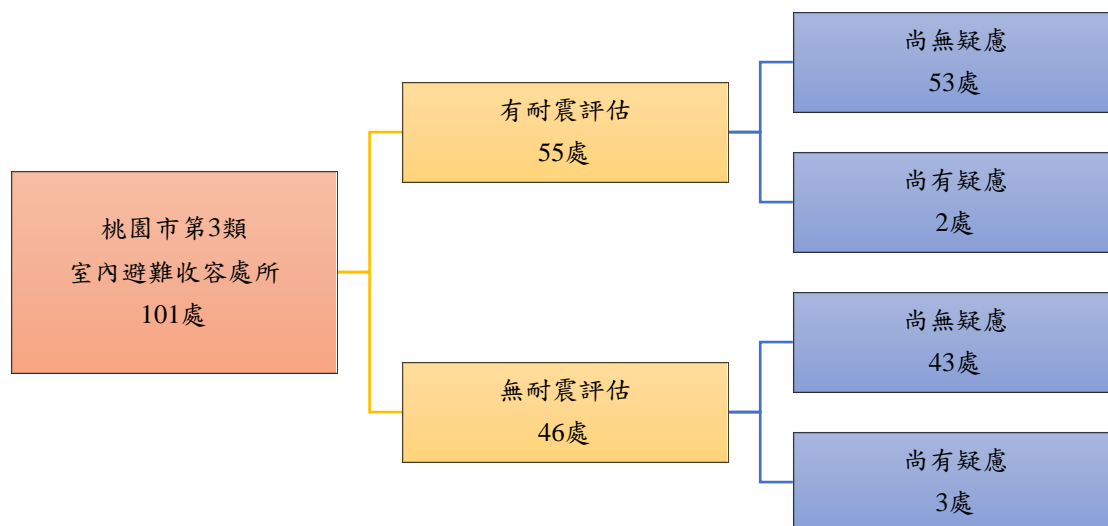 桃園市第3類
室內避難收容處所
101處
有耐震評估
55處
尚無疑慮
53處
尚有疑慮
2處
無耐震評估
46處
尚無疑慮
43處
尚有疑慮
3處